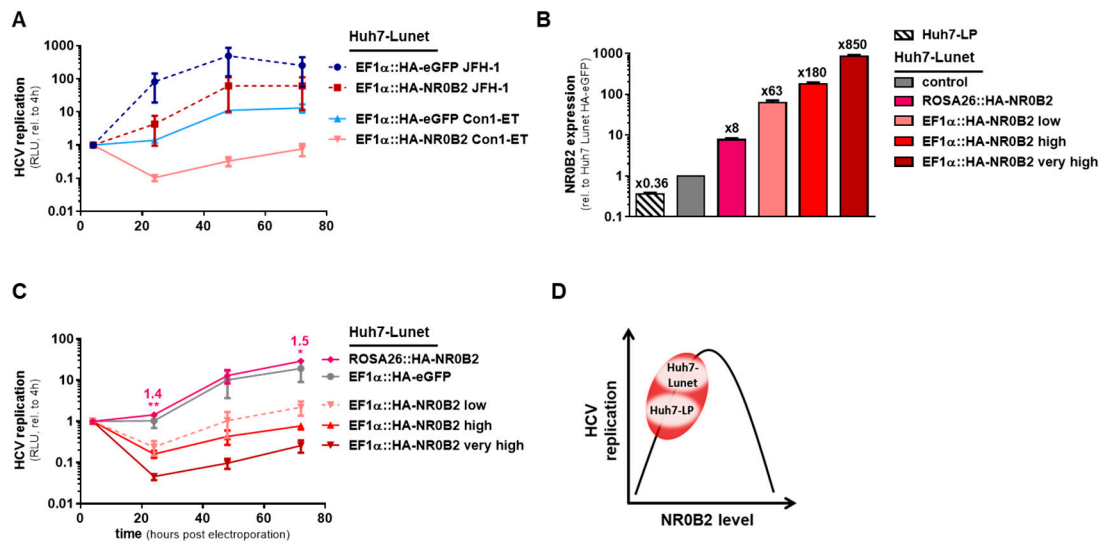 A
Huh7-Lunet
HCV replication
(RLU, rel. to 4h)
1000
100
10
1
0.1
0.01
0
20
40
60
80
EF1α::HA-eGFP JFH-1
EF1α::HA-NR0B2 JFH-1
EF1α::HA-eGFP Con1-ET
EF1α::HA-NR0B2 Con1-ET
B
NR0B2 expression
(rel. to Huh7 Lunet HA-eGFP)
1000
100
10
1
0.1
x0.36
x8
x63
x180
x850
Huh7-LP
Huh7-Lunet
control
ROSA26::HA-NR0B2
EF1α::HA-NR0B2 low
EF1α::HA-NR0B2 high
EF1α::HA-NR0B2 very high
C
Huh7-Lunet
HCV replication
(RLU, rel. to 4h)
100
10
1
0.1
0.01
0
20
40
60
80
time (hours post electroporation)
1.4
**
1.5
*
ROSA26::HA-NR0B2
EF1α::HA-eGFP
EF1α::HA-NR0B2 low
EF1α::HA-NR0B2 high
EF1α::HA-NR0B2 very high
D
HCV
replication
Huh7-
Lunet
Huh7-LP
NR0B2 level